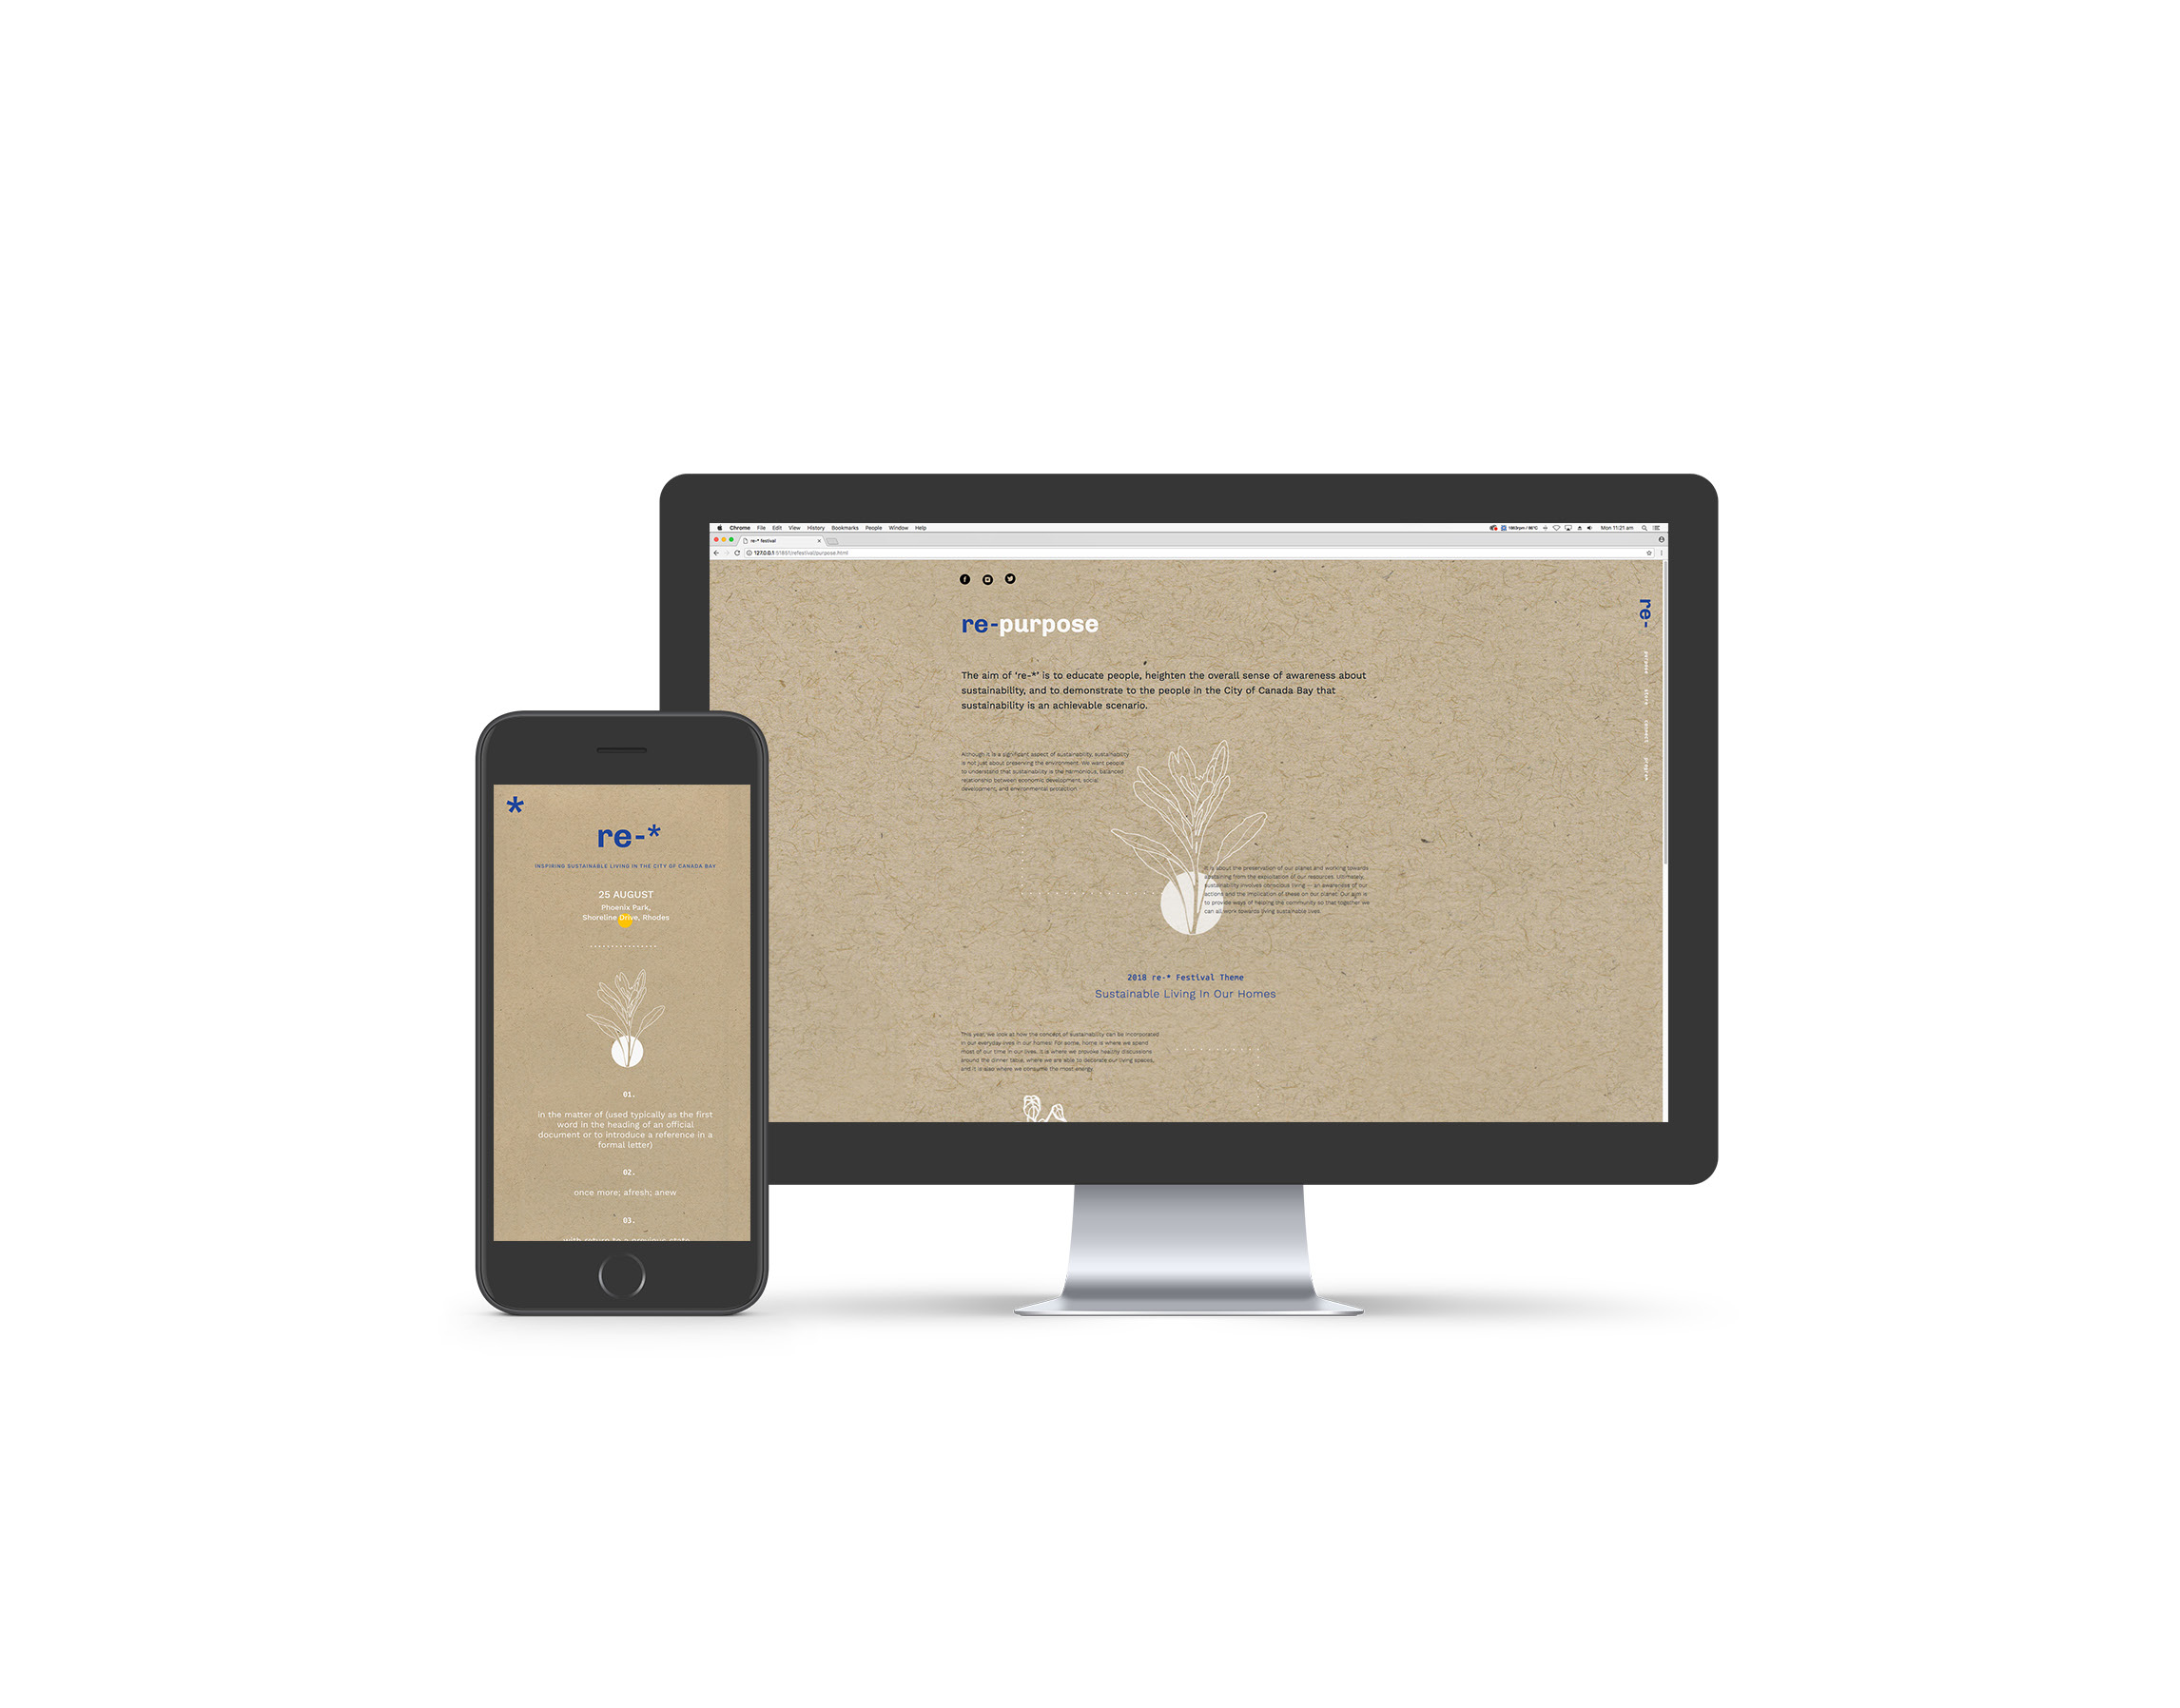 Chrome File Edit View History Bookmarks People Window Help
Mon 11:21 am
re-* festival
re-purpose
The aim of ‘re-*’ is to educate people, heighten the overall sense of awareness about
sustainability, and to demonstrate to the people in the City of Canada Bay that
sustainability is an achievable scenario.
Although it is a significant aspect of sustainability, sustainability
is not just about preserving the environment. We want people
to understand that sustainability is the harmonious, balanced
relationship between economic development, social
development, and environmental protection.
It is about the preservation of our planet and working towards
abstaining from the exploitation of our resources. Ultimately,
sustainability involves conscious living — an awareness of our
actions and the implication of these on our planet. Our aim is
to provide ways of helping the community so that together we
can all work towards living sustainable lives.
2018 re-* Festival Theme
Sustainable Living In Our Homes
This year, we look at how the concept of sustainability can be incorporated
in our everyday lives in our homes! For some, home is where we spend
most of our time in our lives. It is where we provoke healthy discussions
around the dinner table, where we are able to decorate our living spaces,
and it is also where we consume the most energy.
re-
purpose
connect
program
*
re-*
INSPIRING SUSTAINABLE LIVING IN THE CITY OF CANADA BAY
25 AUGUST
Phoenix Park,
Shoreline Drive, Rhodes
01.
in the matter of (used typically as the first
word in the heading of an official
document or to introduce a reference in a
formal letter)
02.
once more; afresh; anew
03.
with return to a previous state